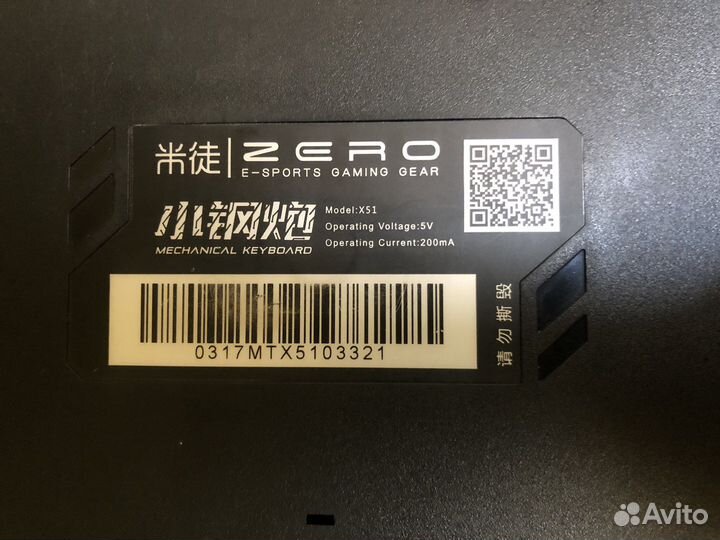 米徒 | ZERO
E-SPORTS GAMING GEAR
小钢炮
MECHANICAL KEYBOARD
Model:X51
Operating Voltage:5V
Operating Current:200mA
0317MTX5103321
请勿撕毁
Avito